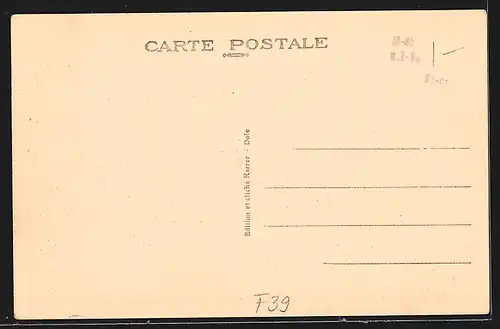 CARTE POSTALE
Edition et cliché Karrer - Dole
F39